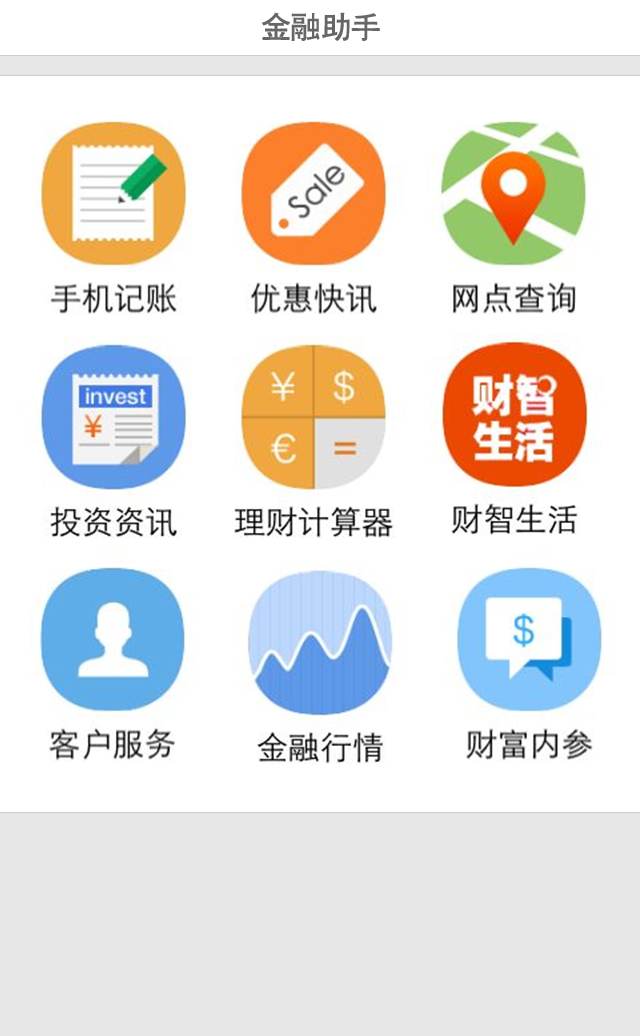 金融助手
Sale
手机记账
优惠快讯
网点查询
invest
¥
¥ $
€ =
财智
生活
投资资讯
理财计算器
财智生活
$
客户服务
金融行情
财富内参